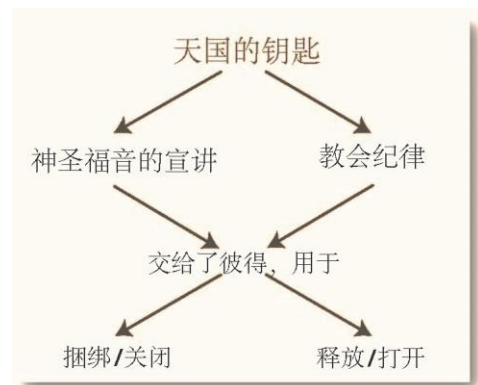 天国的钥匙
神圣福音的宣讲
教会纪律
交给了彼得，用于
捆绑/关闭
释放/打开